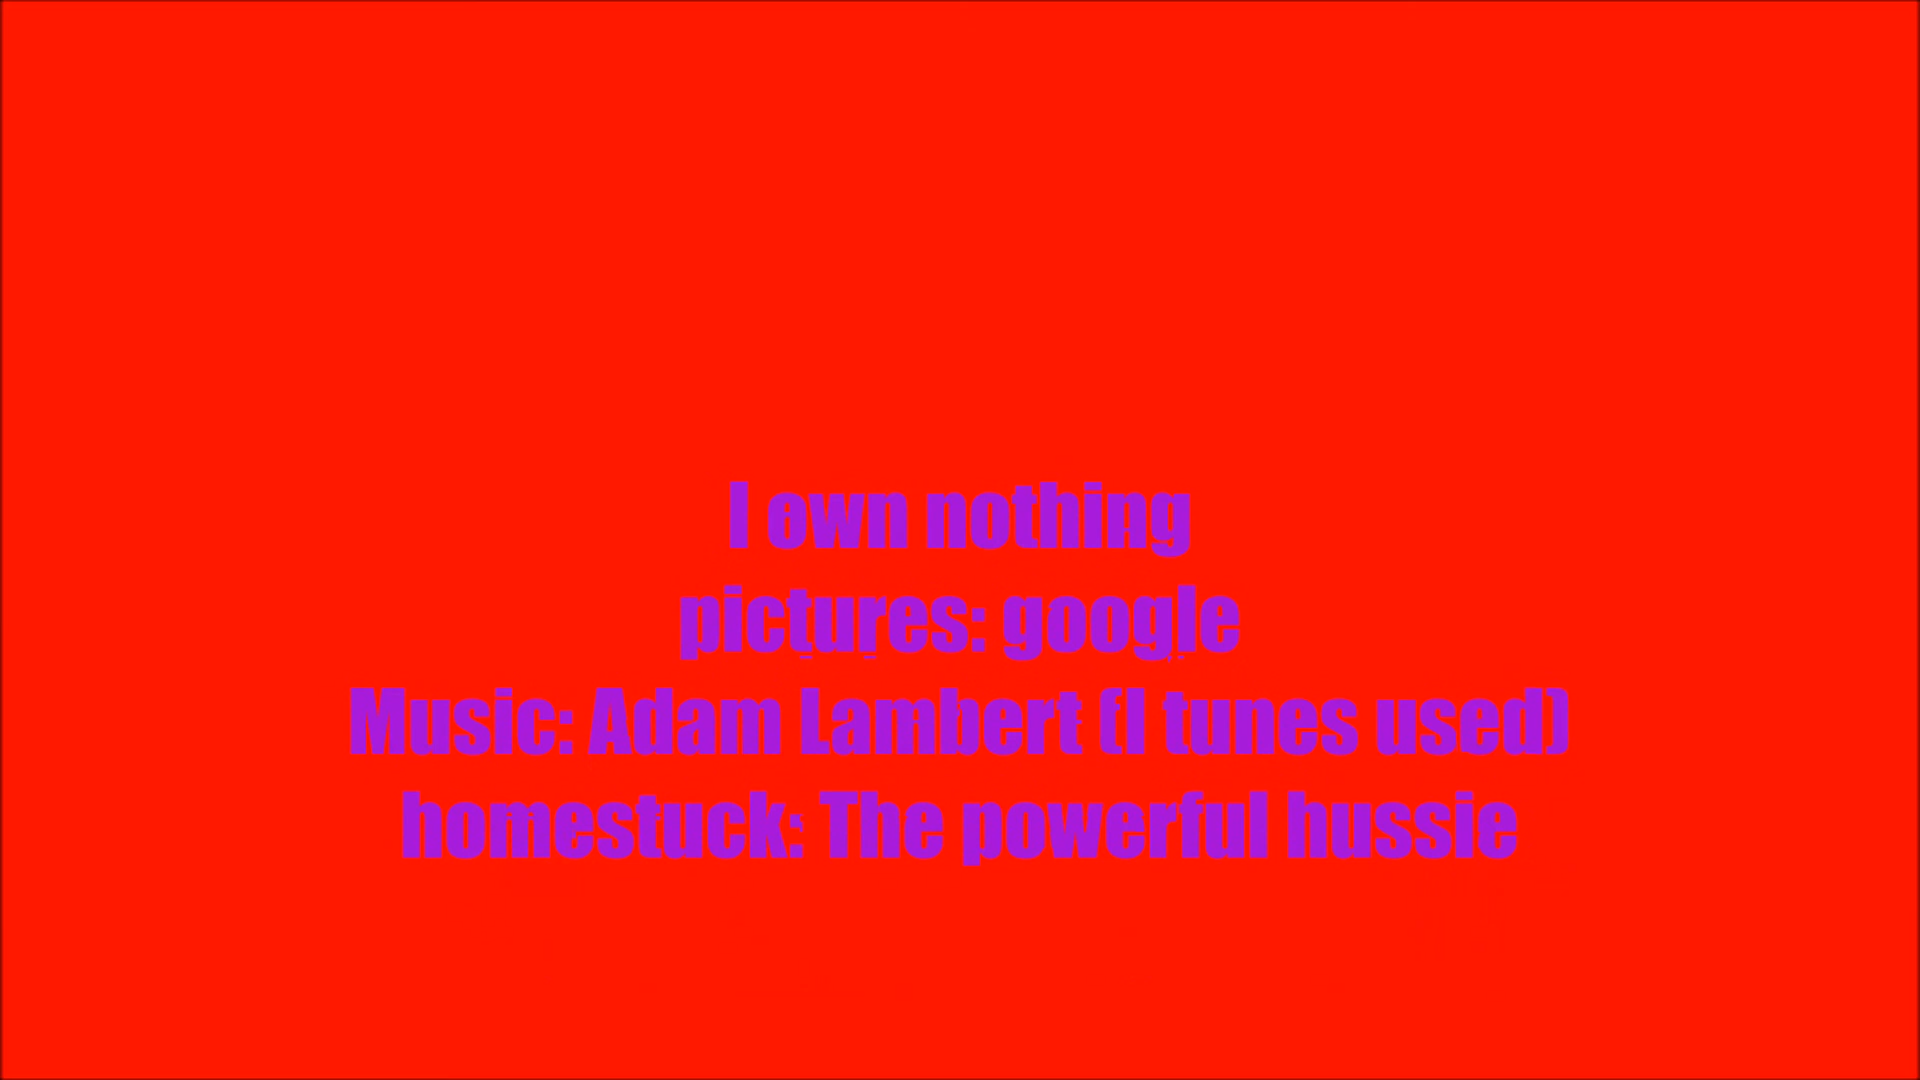 I own nothing
pictures: google
Music: Adam Lambert (I tunes used)
homestuck: The powerful hussie